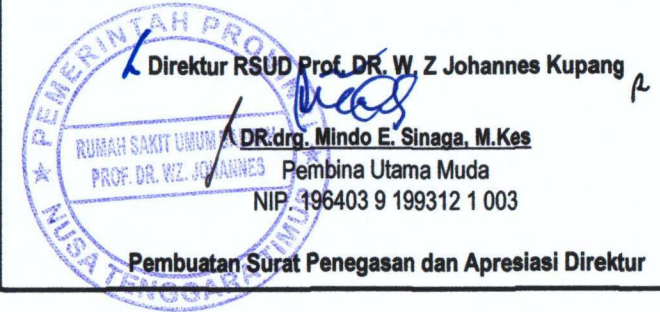 Direktur RSUD Prof. DR. W. Z Johannes Kupang
DR.drg. Mindo E. Sinaga, M.Kes
Pembina Utama Muda
NIP. 196403 9 199312 1 003
Pembuatan Surat Penegasan dan Apresiasi Direktur
PEMERINTAH PROVINSI
RUMAH SAKIT UMUM
PROF. DR. WZ. JOHANNES
NUSA TENGGARA TIMUR